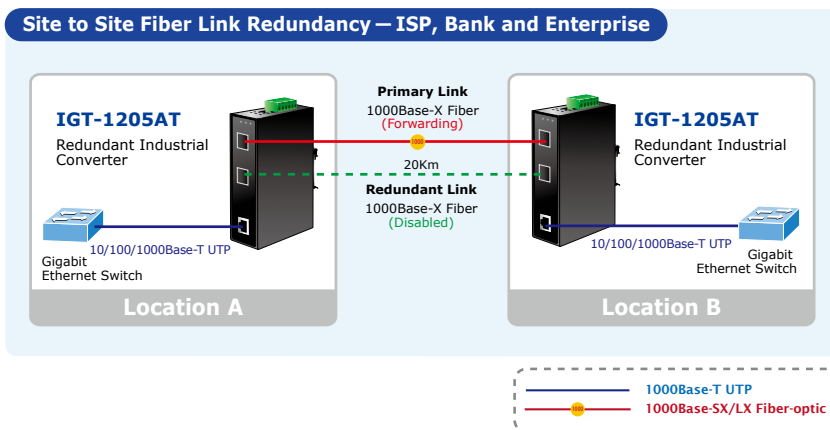 Site to Site Fiber Link Redundancy — ISP, Bank and Enterprise
IGT-1205AT
Redundant Industrial
Converter
Gigabit
Ethernet Switch
10/100/1000Base-T UTP
Location A
Primary Link
1000Base-X Fiber
(Forwarding)
1000
20Km
Redundant Link
1000Base-X Fiber
(Disabled)
IGT-1205AT
Redundant Industrial
Converter
10/100/1000Base-T UTP
Gigabit
Ethernet Switch
Location B
1000Base-T UTP
1000
1000Base-SX/LX Fiber-optic